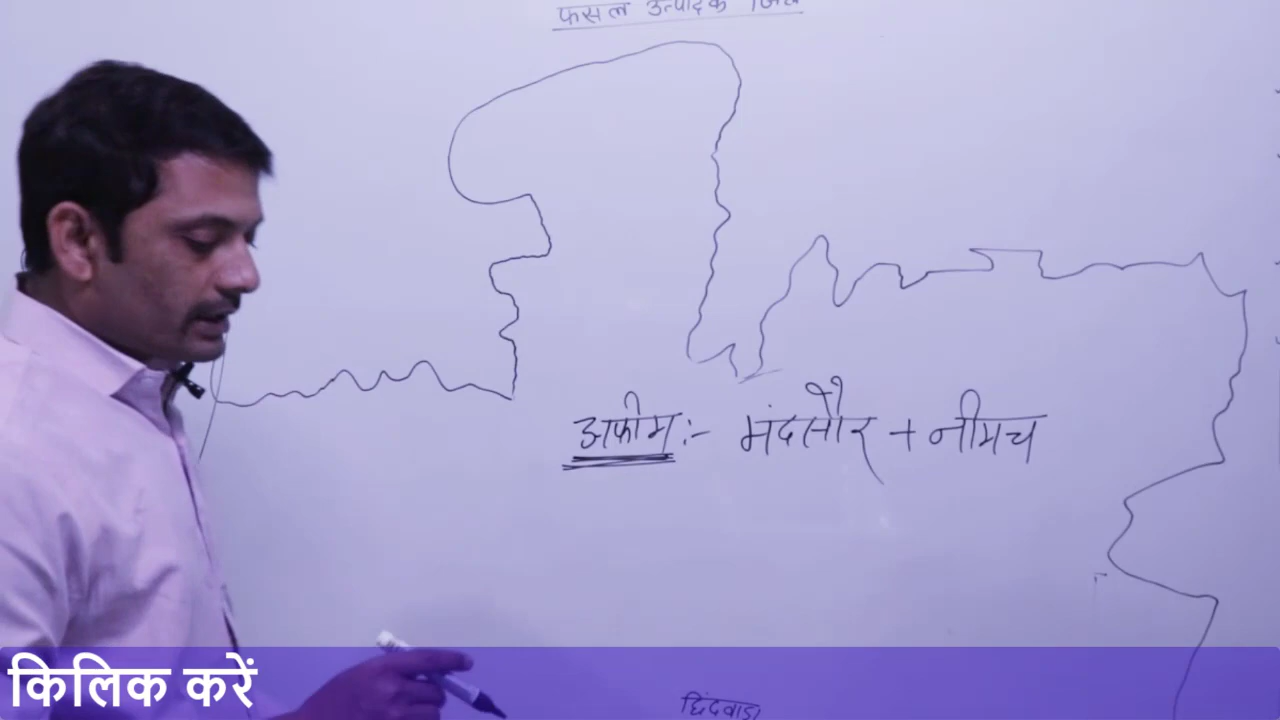 फसल उत्पादक जिले
अफीम :- मंदसौर + नीमच
छिंदवाड़ा
किलिक करें